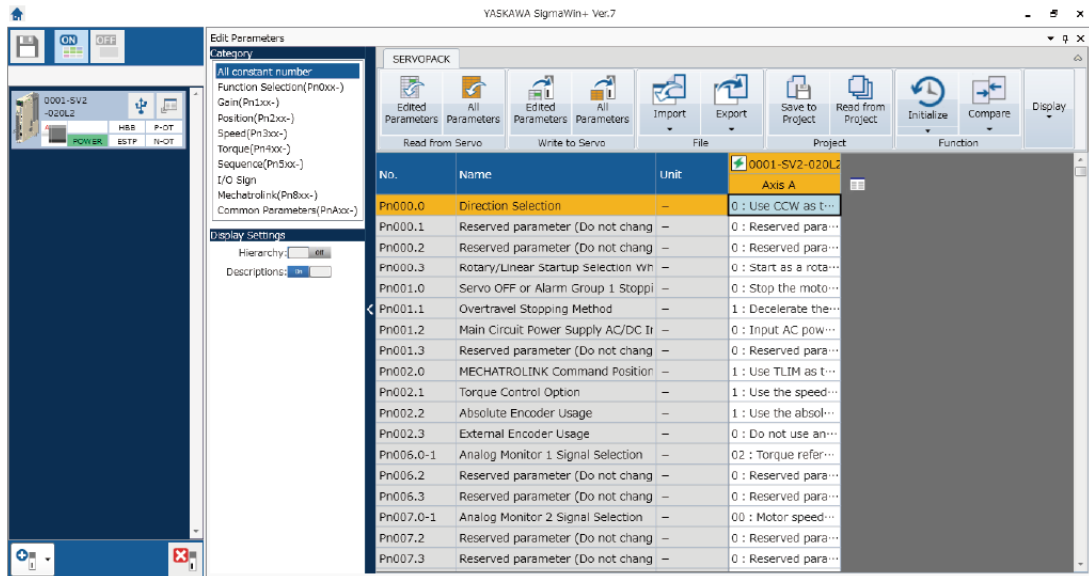 YASKAWA SigmaWin+ Ver.7
ON
OFF
0001-SV2
-020L2
HBB P-OT
POWER ESTP N-OT
Edit Parameters
Category
All constant number
Function Selection(Pn0xx-)
Gain(Pn1xx-)
Position(Pn2xx-)
Speed(Pn3xx-)
Torque(Pn4xx-)
Sequence(Pn5xx-)
I/O Sign
Mechatrolink(Pn8xx-)
Common Parameters(PnAxx-)
Display Settings
Hierarchy: Off
Descriptions: On
SERVOPACK
Edited Parameters
All Parameters
Read from Servo
Edited Parameters
All Parameters
Write to Servo
Import
Export
File
Save to Project
Read from Project
Project
Initialize
Compare
Function
Display
No. Name Unit 0001-SV2-020L2
Axis A
Pn000.0 Direction Selection – 0 : Use CCW as t···
Pn000.1 Reserved parameter (Do not chang – 0 : Reserved para···
Pn000.2 Reserved parameter (Do not chang – 0 : Reserved para···
Pn000.3 Rotary/Linear Startup Selection Wh – 0 : Start as a rota···
Pn001.0 Servo OFF or Alarm Group 1 Stoppi – 0 : Stop the moto···
Pn001.1 Overtravel Stopping Method – 1 : Decelerate the···
Pn001.2 Main Circuit Power Supply AC/DC Ir – 0 : Input AC pow···
Pn001.3 Reserved parameter (Do not chang – 0 : Reserved para···
Pn002.0 MECHATROLINK Command Position – 1 : Use TLIM as t···
Pn002.1 Torque Control Option – 1 : Use the speed···
Pn002.2 Absolute Encoder Usage – 1 : Use the absol···
Pn002.3 External Encoder Usage – 0 : Do not use an···
Pn006.0-1 Analog Monitor 1 Signal Selection – 02 : Torque refer···
Pn006.2 Reserved parameter (Do not chang – 0 : Reserved para···
Pn006.3 Reserved parameter (Do not chang – 0 : Reserved para···
Pn007.0-1 Analog Monitor 2 Signal Selection – 00 : Motor speed···
Pn007.2 Reserved parameter (Do not chang – 0 : Reserved para···
Pn007.3 Reserved parameter (Do not chang – 0 : Reserved para···